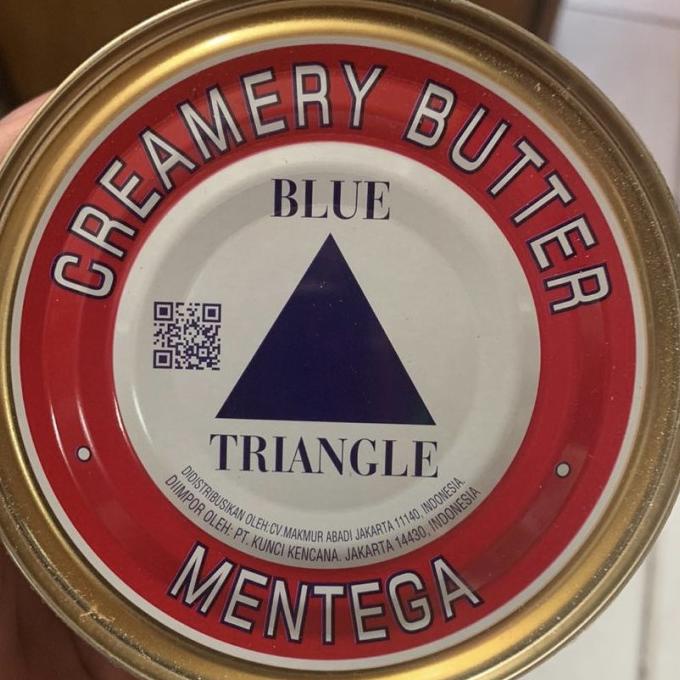 CREAMERY BUTTER
BLUE
TRIANGLE
DIDISTRIBUSIKAN OLEH:CV.MAKMUR ABADI JAKARTA 11140, INDONESIA.
DIIMPOR OLEH: PT. KUNCI KENCANA. JAKARTA 14430, INDONESIA
MENTEGA